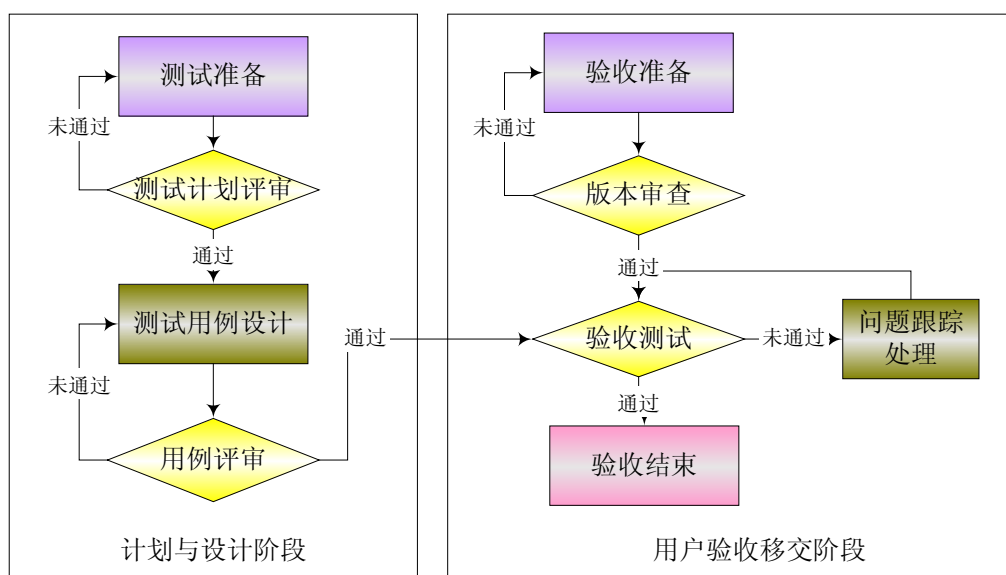 测试准备
未通过
测试计划评审
通过
测试用例设计
未通过
用例评审
通过
计划与设计阶段
验收准备
未通过
版本审查
通过
验收测试
未通过
问题跟踪
处理
通过
验收结束
用户验收移交阶段